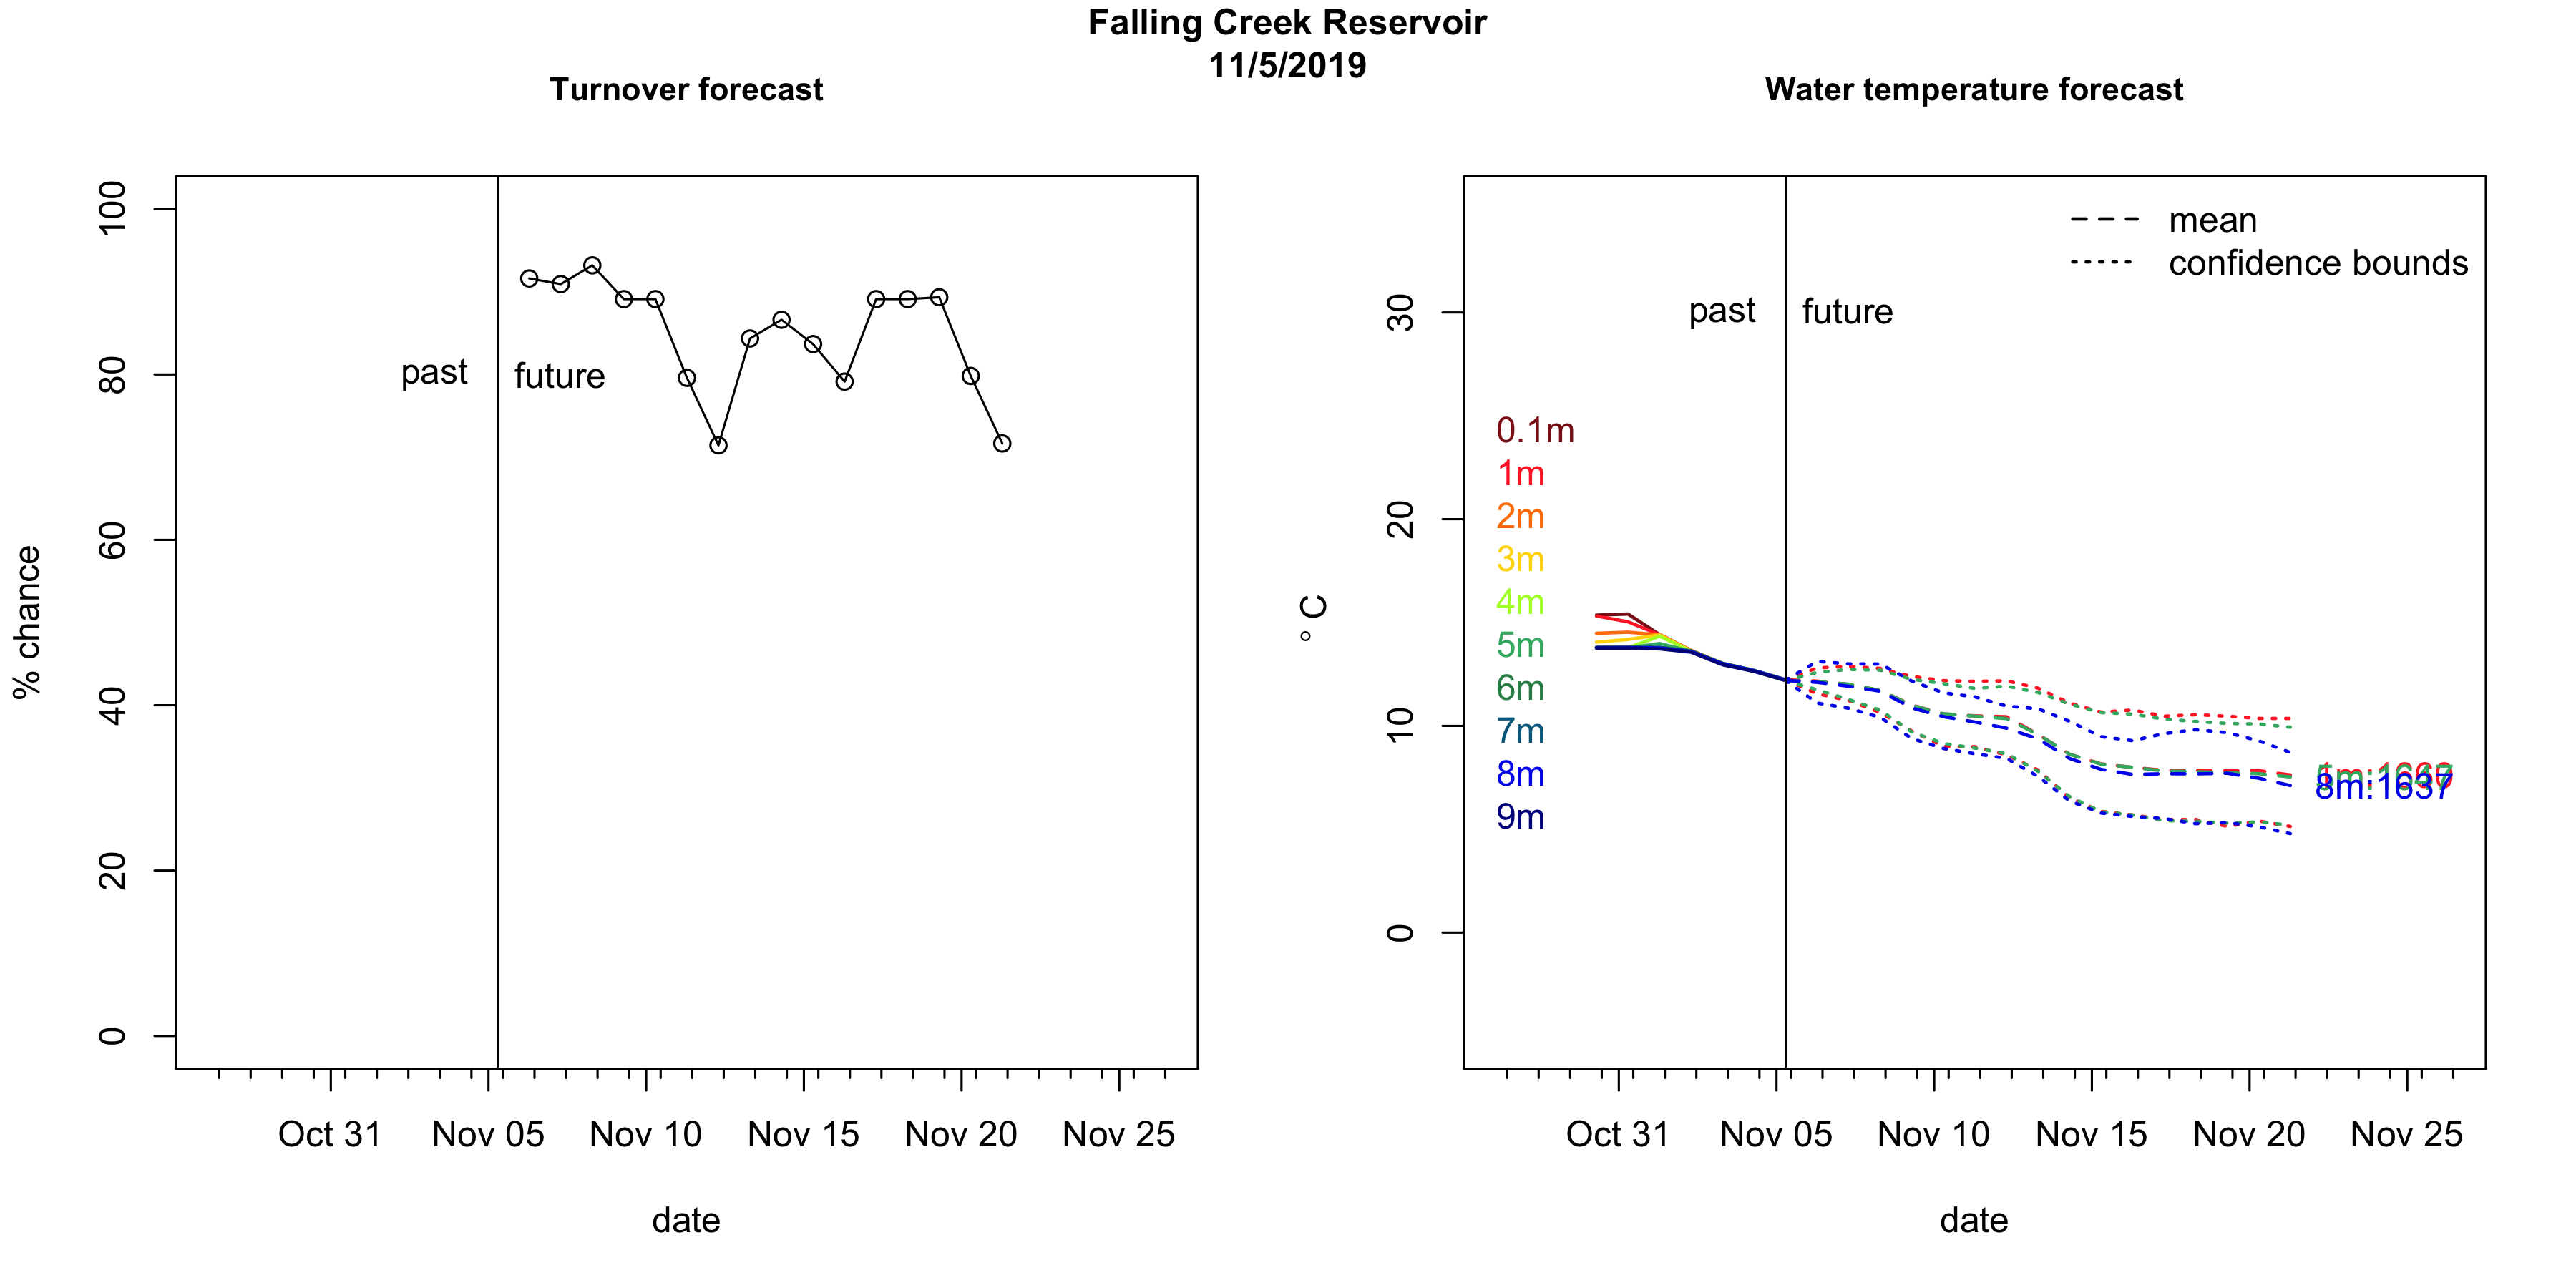 Falling Creek Reservoir
11/5/2019
Turnover forecast
% chance
100
80
60
40
20
0
past
future
Oct 31
Nov 05
Nov 10
Nov 15
Nov 20
Nov 25
date
Water temperature forecast
° C
30
20
10
0
mean
confidence bounds
past
future
0.1m
1m
2m
3m
4m
5m
6m
7m
8m
9m
8m:1637
Oct 31
Nov 05
Nov 10
Nov 15
Nov 20
Nov 25
date